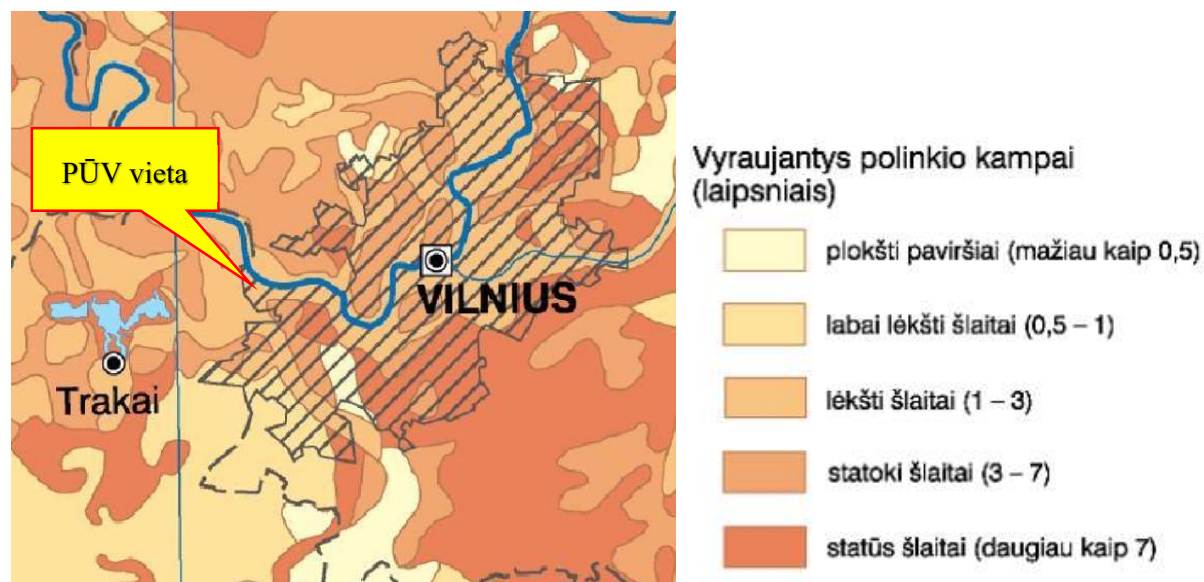 PŪV vieta
VILNIUS
Trakai
Vyraujantys polinkio kampai
(laipsniais)
plokšti paviršiai (mažiau kaip 0,5)
labai lėkšti šlaitai (0,5 – 1)
lėkšti šlaitai (1 – 3)
statoki šlaitai (3 – 7)
statūs šlaitai (daugiau kaip 7)